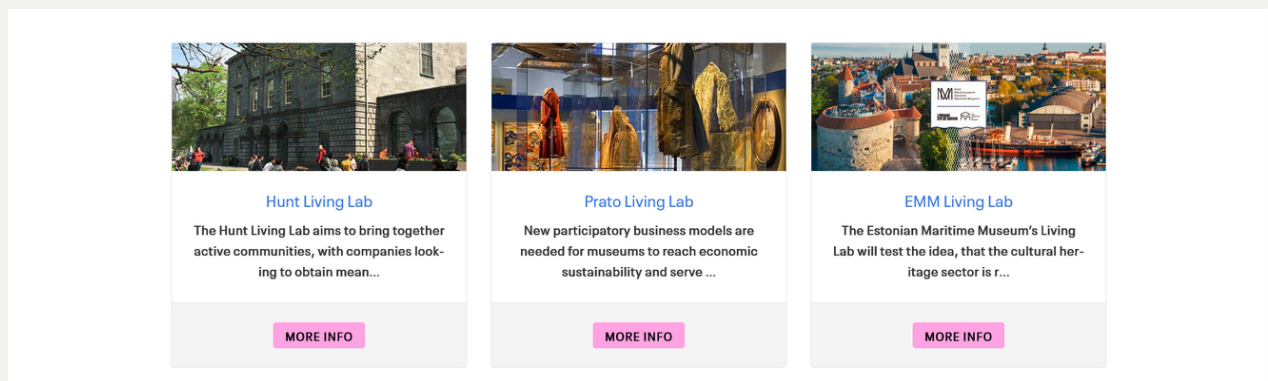 Hunt Living Lab
The Hunt Living Lab aims to bring together
active communities, with companies look-
ing to obtain mean...
MORE INFO
Prato Living Lab
New participatory business models are
needed for museums to reach economic
sustainability and serve ...
MORE INFO
EMM Living Lab
The Estonian Maritime Museum’s Living
Lab will test the idea, that the cultural her-
itage sector is r...
MORE INFO